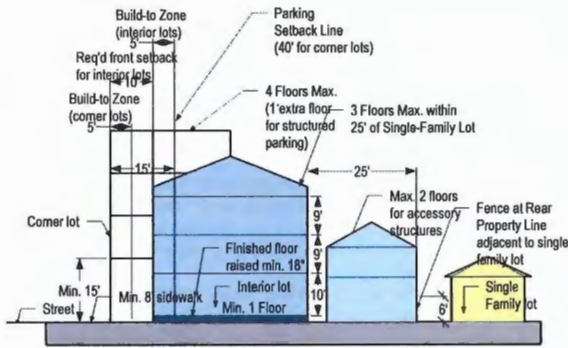 Build-to Zone
(interior lots)
5'
Req'd front setback
for interior lots
10'
Build-to Zone
(corner lots)
5'
15'
Parking
Setback Line
(40' for corner lots)
4 Floors Max.
(1 extra floor
for structured
parking)
3 Floors Max. within
25' of Single-Family Lot
25'
Max. 2 floors
for accessory
structures
Fence at Rear
Property Line
adjacent to single
family lot
Corner lot
9'
9'
10'
Finished floor
raised min. 18"
Interior lot
Min. 1 Floor
Min. 15'
Min. 8' sidewalk
Street
6'
Single
Family lot